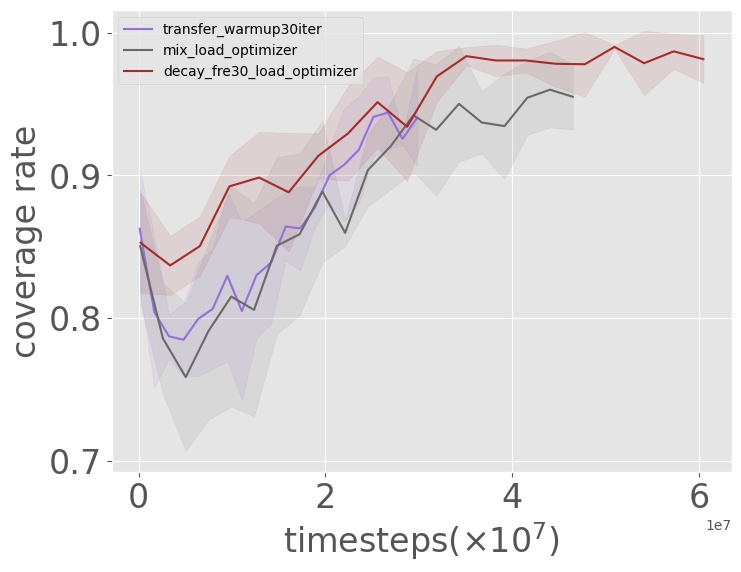 transfer_warmup30iter
mix_load_optimizer
decay_fre30_load_optimizer
coverage rate
1.0
0.9
0.8
0.7
0 2 4 6
1e7
timesteps(×10⁷)